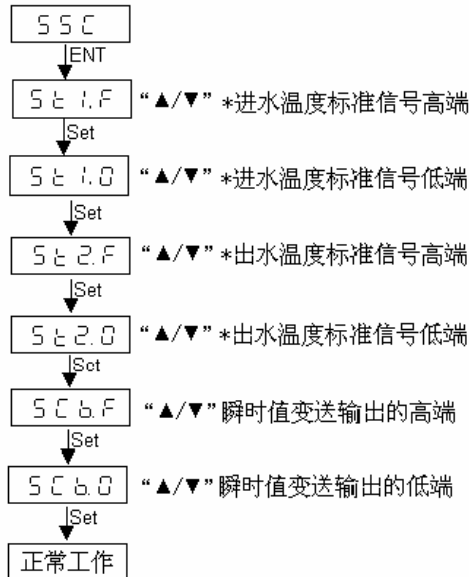 SSC
ENT
St1.F “▲/▼”*进水温度标准信号高端
Set
St1.0 “▲/▼”*进水温度标准信号低端
Set
St2.F “▲/▼”*出水温度标准信号高端
Set
St2.0 “▲/▼”*出水温度标准信号低端
Set
SCb.F “▲/▼”瞬时值变送输出的高端
Set
SCb.0 “▲/▼”瞬时值变送输出的低端
Set
正常工作